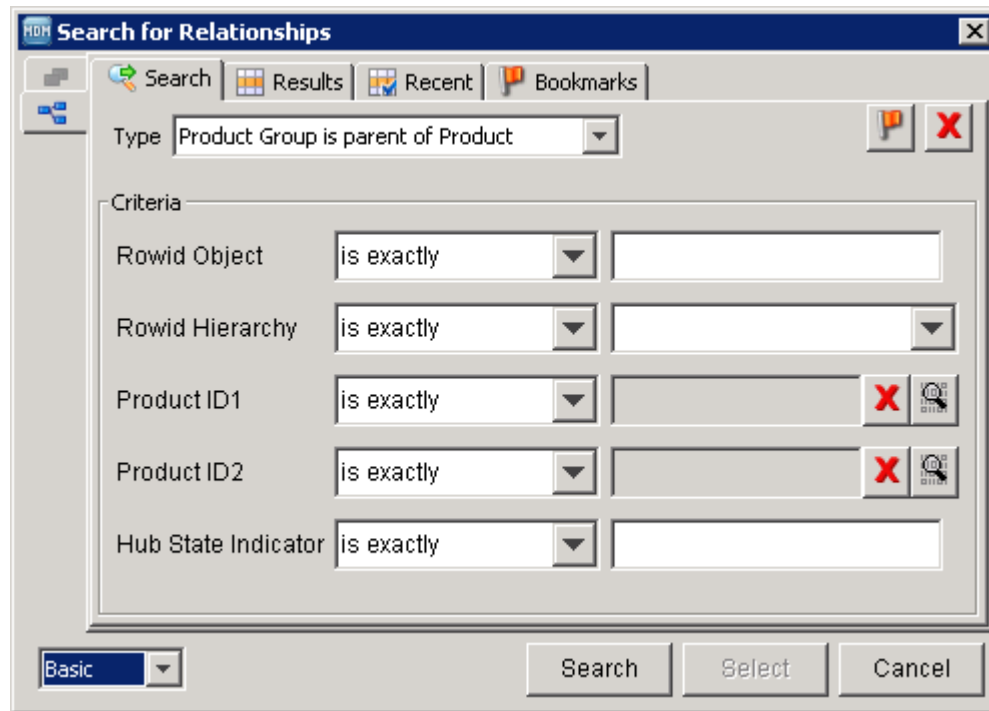 MDM Search for Relationships
Search Results Recent Bookmarks
Type Product Group is parent of Product
Criteria
Rowid Object is exactly
Rowid Hierarchy is exactly
Product ID1 is exactly
Product ID2 is exactly
Hub State Indicator is exactly
Basic Search Select Cancel